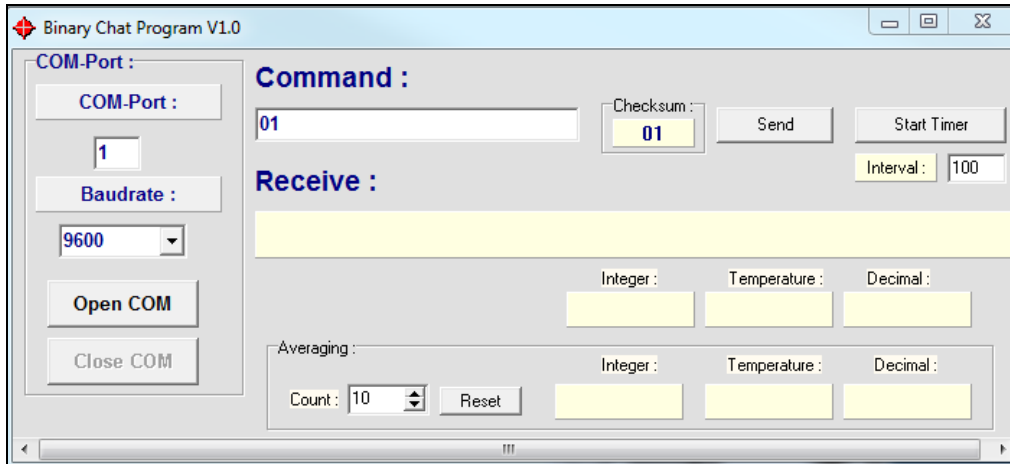 Binary Chat Program V1.0
COM-Port :
COM-Port :
1
Baudrate :
9600
Open COM
Close COM
Command :
01
Checksum :
01
Send
Start Timer
Interval : 100
Receive :
Integer : Temperature : Decimal :
Averaging :
Count : 10 Reset
Integer : Temperature : Decimal :